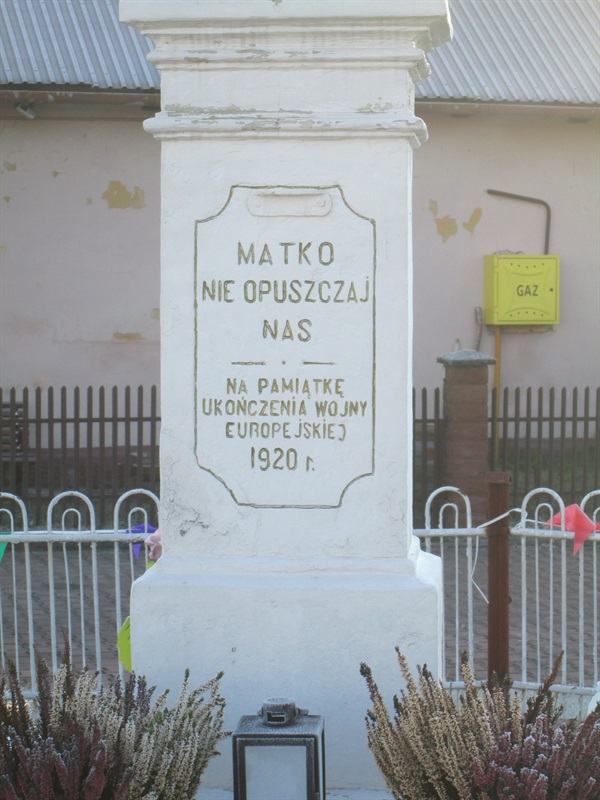 MATKO
NIE OPUSZCZAJ
NAS
NA PAMIĄTKĘ
UKOŃCZENIA WOJNY
EUROPEJSKIEJ
1920 r.
GAZ